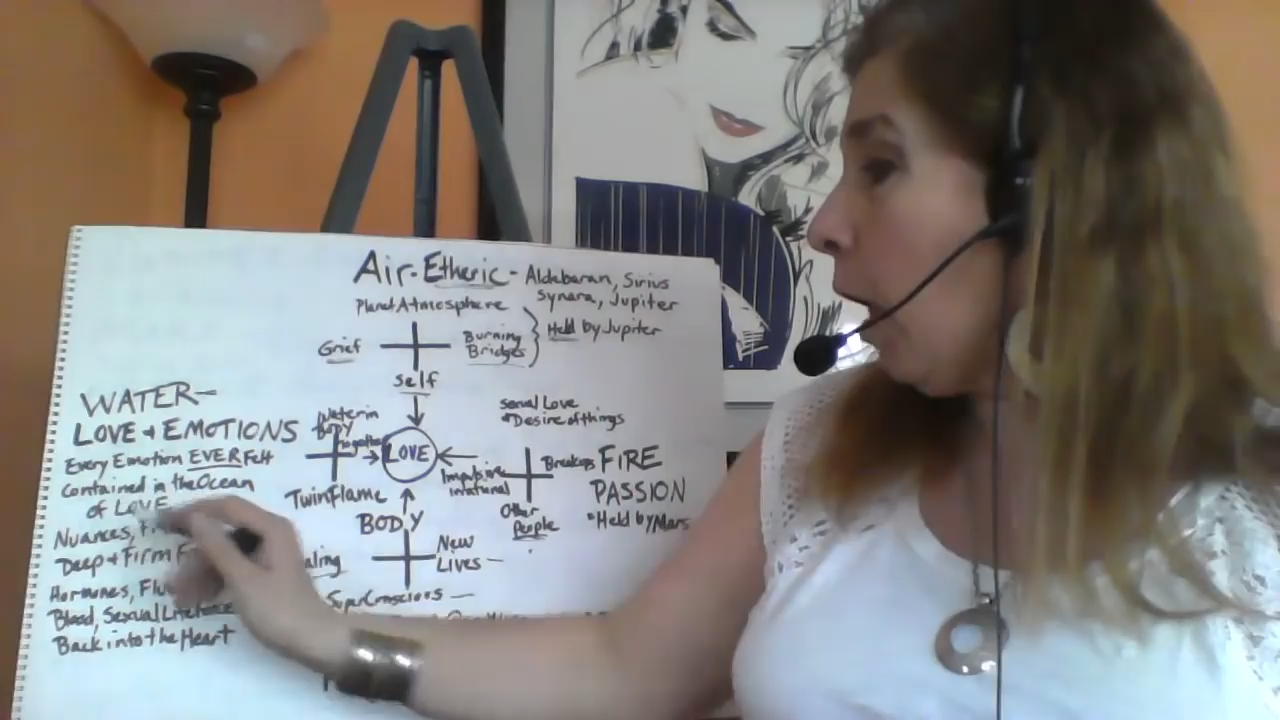 Air-Etheric - Aldebaran, Sirius
Synara, Jupiter
Planet Atmosphere
Held by Jupiter
Grief
Burning
Bridges
Self
WATER-
LOVE & EMOTIONS
Every Emotion EVER Felt
Contained in the Ocean
of LOVE
Nuances,
Deep & Firm
Hormones,
Blood, Sexual
Back into the Heart
Water in
Body
Together
LOVE
TwinFlame
Sexual Love
Desire of things
Impulsive
Breakups
Other
People
FIRE
PASSION
*Held by Mars
BODY
New
Lives -
SuperConscious -